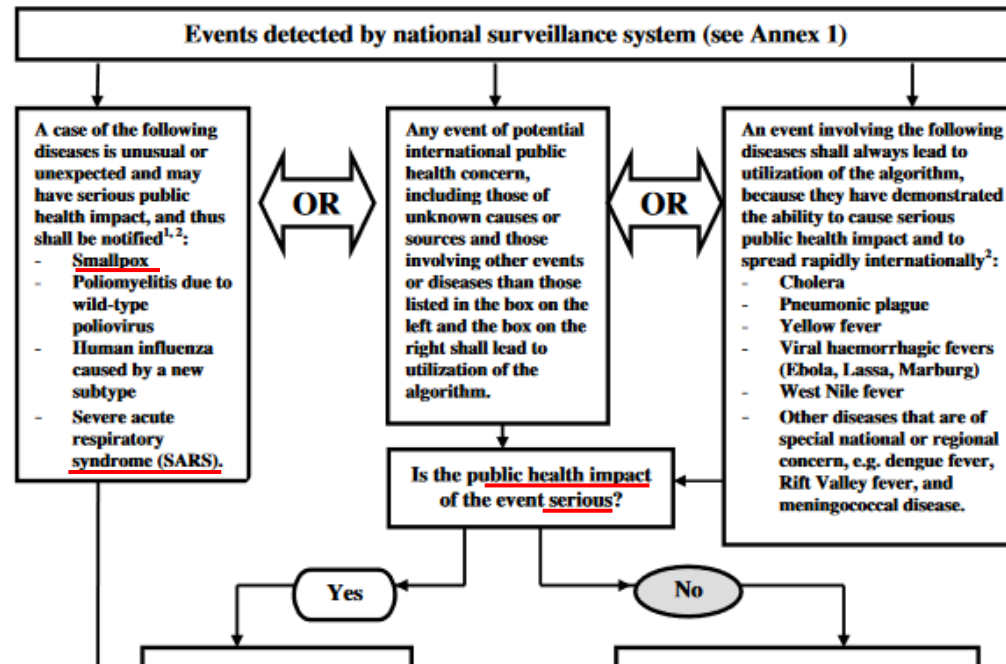 Events detected by national surveillance system (see Annex 1)
A case of the following
diseases is unusual or
unexpected and may
have serious public
health impact, and thus
shall be notified¹, ²:
- Smallpox
- Poliomyelitis due to
wild-type
poliovirus
- Human influenza
caused by a new
subtype
- Severe acute
respiratory
syndrome (SARS).
OR
Any event of potential
international public
health concern,
including those of
unknown causes or
sources and those
involving other events
or diseases than those
listed in the box on the
left and the box on the
right shall lead to
utilization of the
algorithm.
OR
An event involving the following
diseases shall always lead to
utilization of the algorithm,
because they have demonstrated
the ability to cause serious
public health impact and to
spread rapidly internationally²:
- Cholera
- Pneumonic plague
- Yellow fever
- Viral haemorrhagic fevers
(Ebola, Lassa, Marburg)
- West Nile fever
- Other diseases that are of
special national or regional
concern, e.g. dengue fever,
Rift Valley fever, and
meningococcal disease.
Is the public health impact
of the event serious?
Yes
No